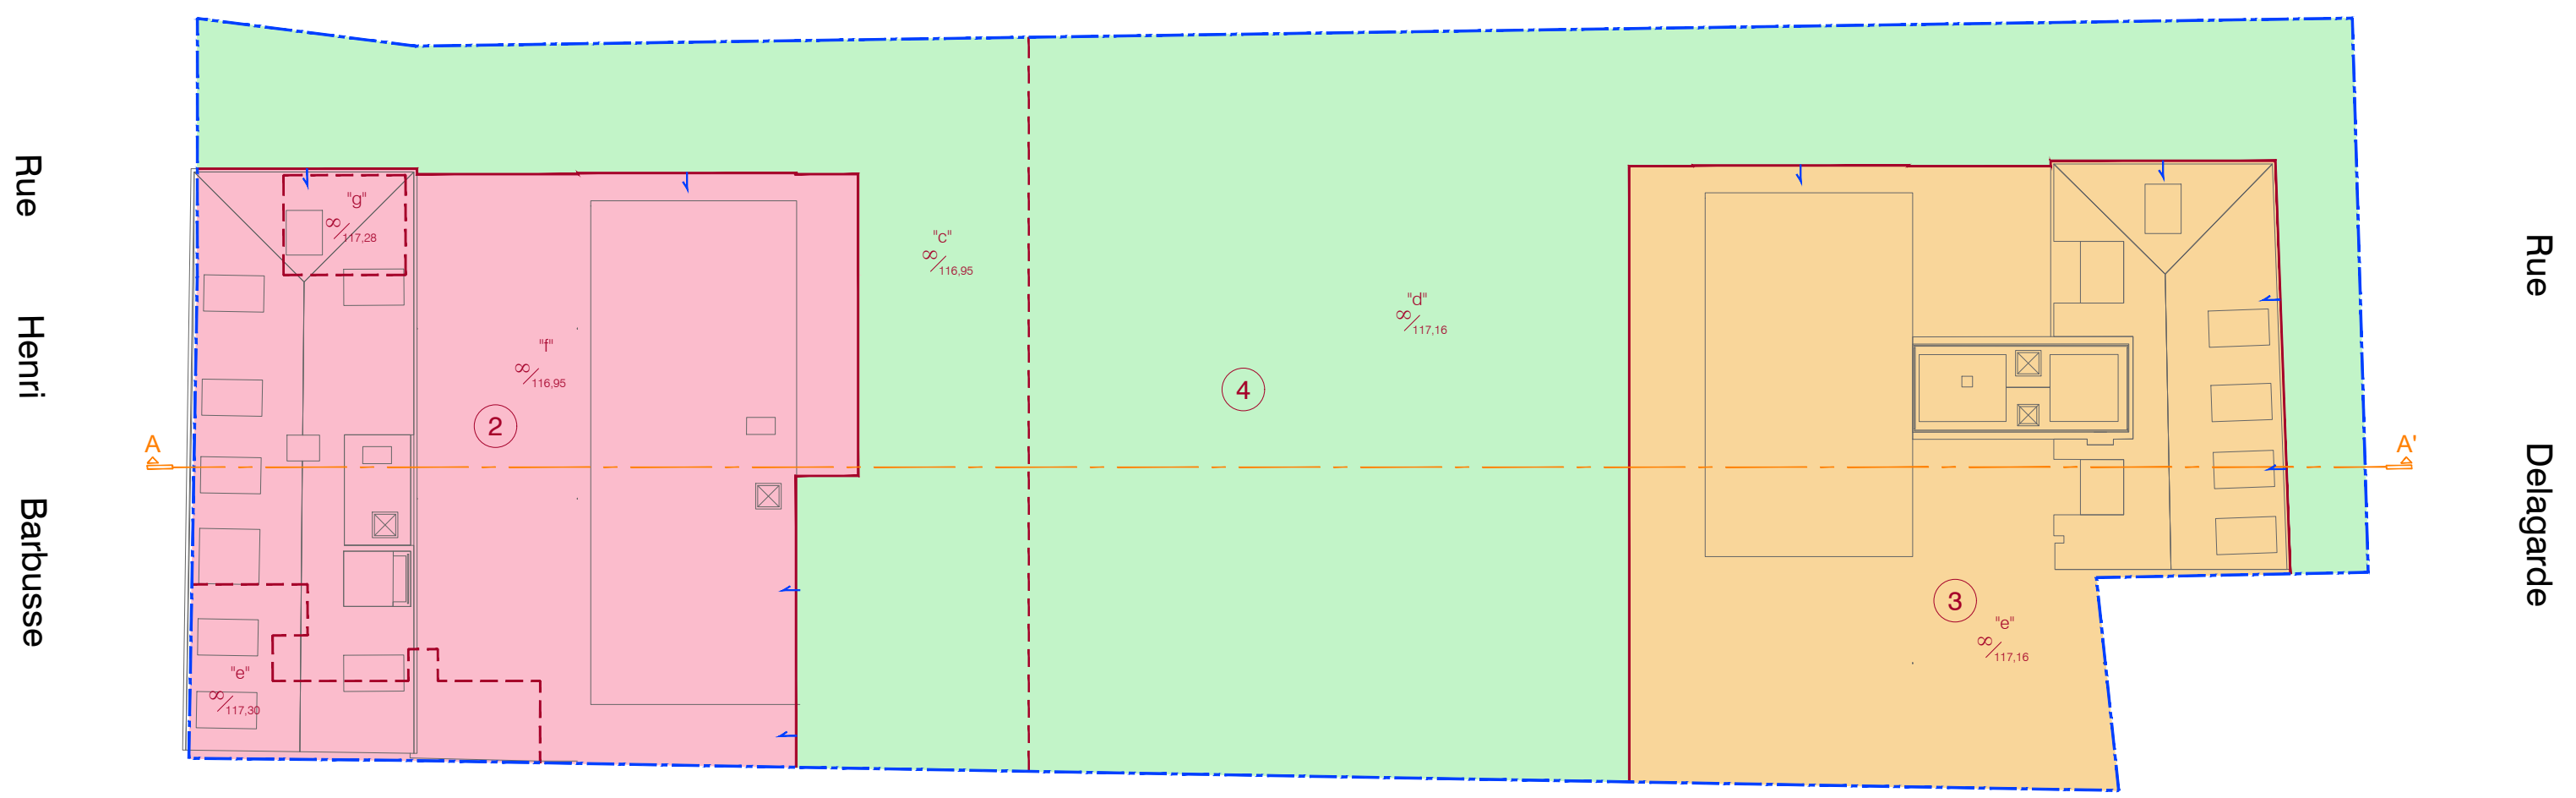 Rue Henri Barbusse
"g"
∞/117,28
"f"
∞/116,95
2
"e"
∞/117,30
A
"c"
∞/116,95
"d"
∞/117,16
4
3
"e"
∞/117,16
A'
Rue Delagarde